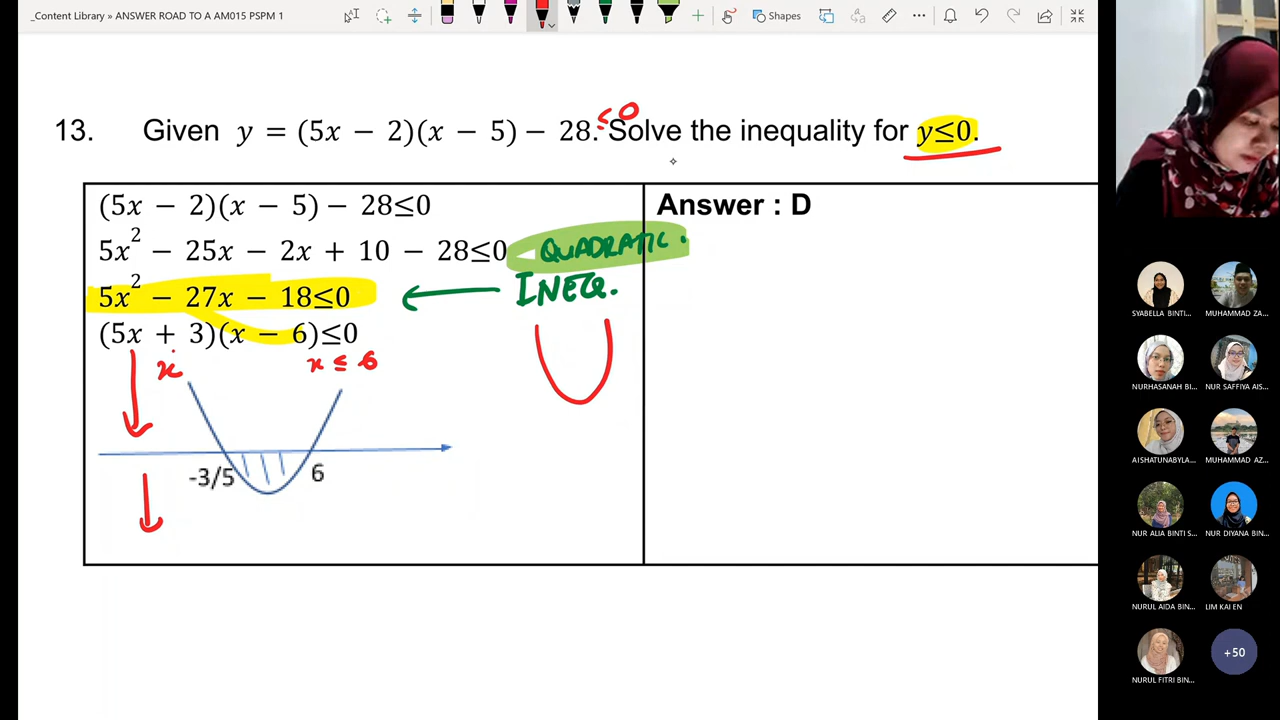 _Content Library » ANSWER ROAD TO A AM015 PSPM 1
Shapes
13. Given y = (5x − 2)(x − 5) − 28. Solve the inequality for y≤0.
<0
(5x − 2)(x − 5) − 28≤0
5x² − 25x − 2x + 10 − 28≤0
QUADRATIC.
5x² − 27x − 18≤0
INEQ.
(5x + 3)(x − 6)≤0
x
x ≤ 6
-3/5
6
Answer : D
SYABELLA BINTI...
MUHAMMAD ZA...
NURHASANAH BI...
NUR SAFFIYA AIS...
AISHATUNABYLA...
MUHAMMAD AZ...
NUR ALIA BINTI S...
NUR DIYANA BIN...
NURUL AIDA BIN...
LIM KAI EN
NURUL FITRI BIN...
+50